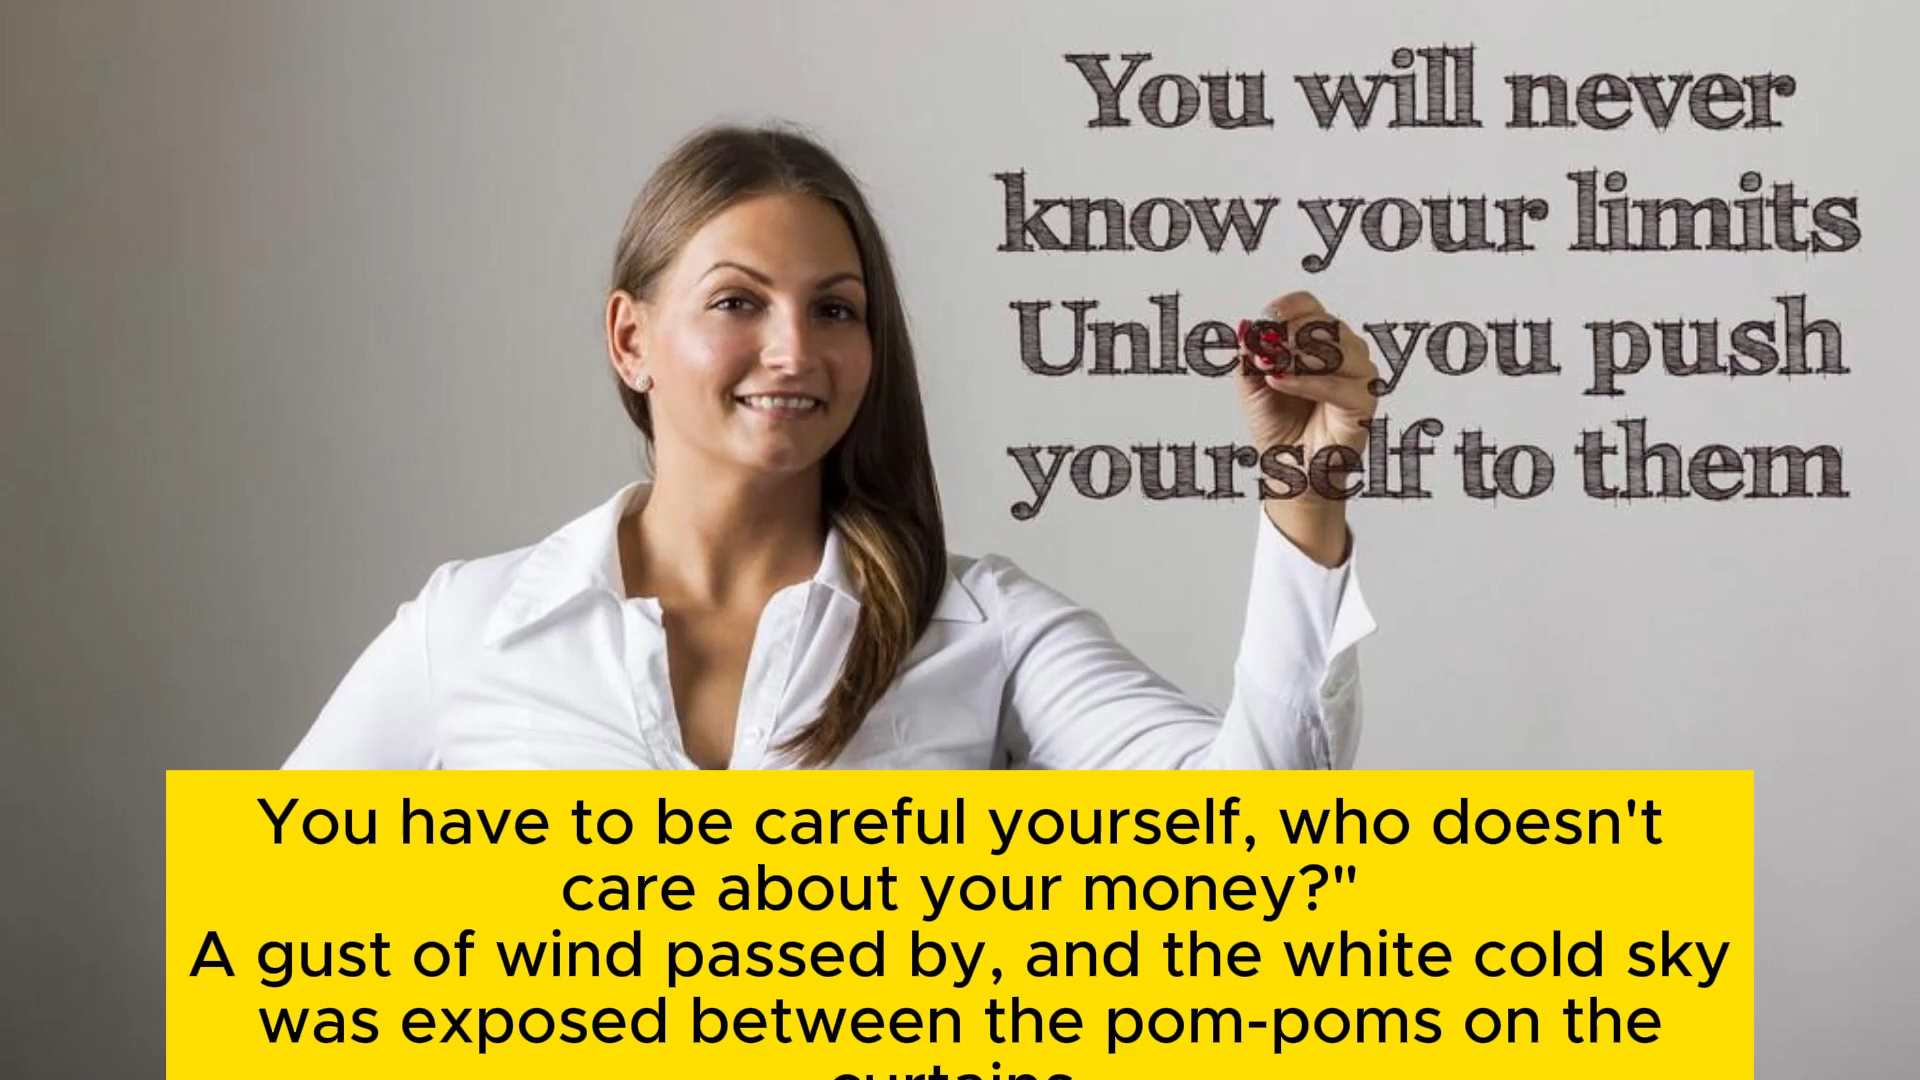 You will never
know your limits
Unless you push
yourself to them
You have to be careful yourself, who doesn't
care about your money?"
A gust of wind passed by, and the white cold sky
was exposed between the pom-poms on the
curtains